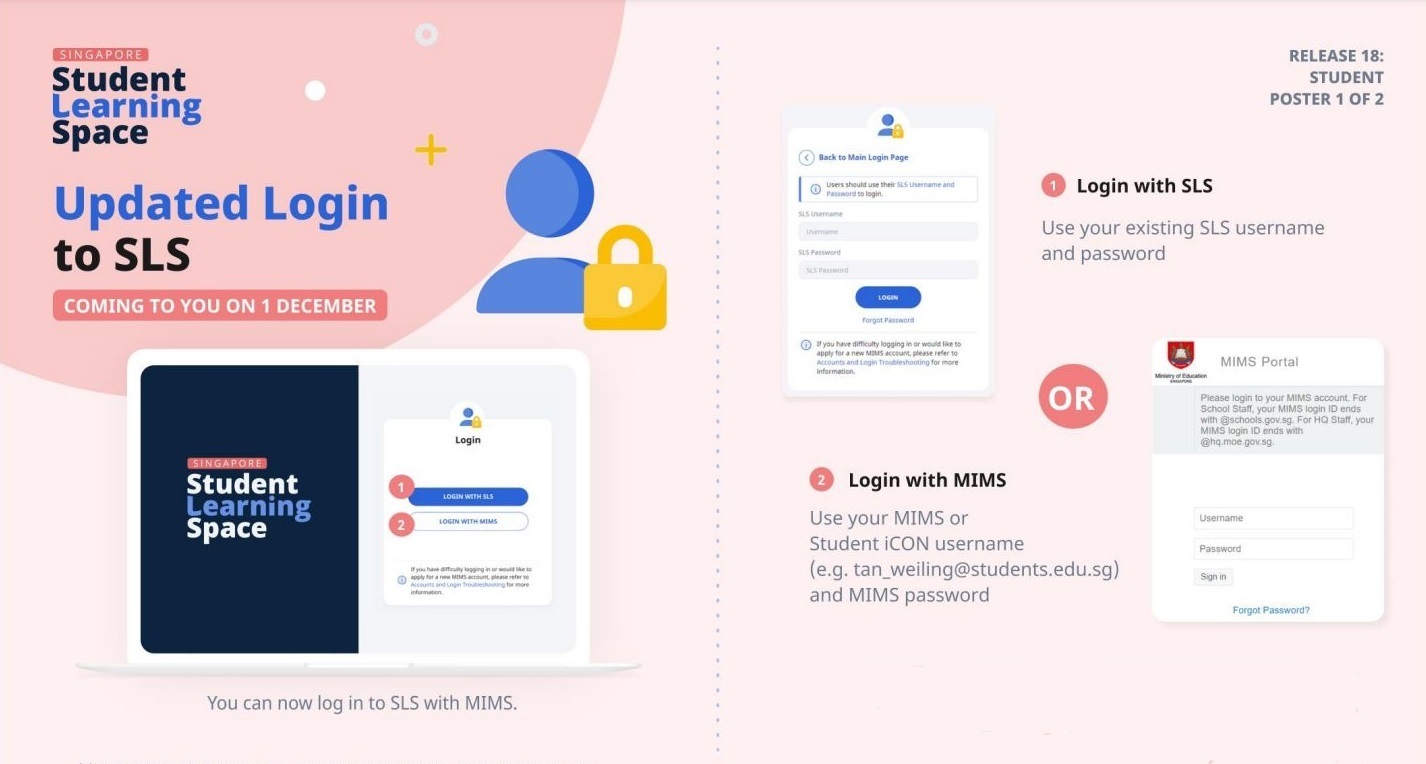 SINGAPORE
Student
Learning
Space
Updated Login
to SLS
COMING TO YOU ON 1 DECEMBER
SINGAPORE
Student
Learning
Space
Login
1
LOGIN WITH SLS
2
LOGIN WITH MIMS
If you have difficulty logging in or would like to
apply for a new MIMS account, please refer to
Accounts and Login Troubleshooting for more
information.
You can now log in to SLS with MIMS.
RELEASE 18:
STUDENT
POSTER 1 OF 2
Back to Main Login Page
Users should use their SLS Username and
Password to login.
SLS Username
Username
SLS Password
SLS Password
LOGIN
Forgot Password
If you have difficulty logging in or would like to
apply for a new MIMS account, please refer to
Accounts and Login Troubleshooting for more
information.
1 Login with SLS
Use your existing SLS username
and password
OR
2 Login with MIMS
Use your MIMS or
Student iCON username
(e.g. tan_weiling@students.edu.sg)
and MIMS password
Ministry of Education
SINGAPORE
MIMS Portal
Please login to your MIMS account. For
School Staff, your MIMS login ID ends
with @schools.gov.sg. For HQ Staff, your
MIMS login ID ends with
@hq.moe.gov.sg.
Username
Password
Sign in
Forgot Password?